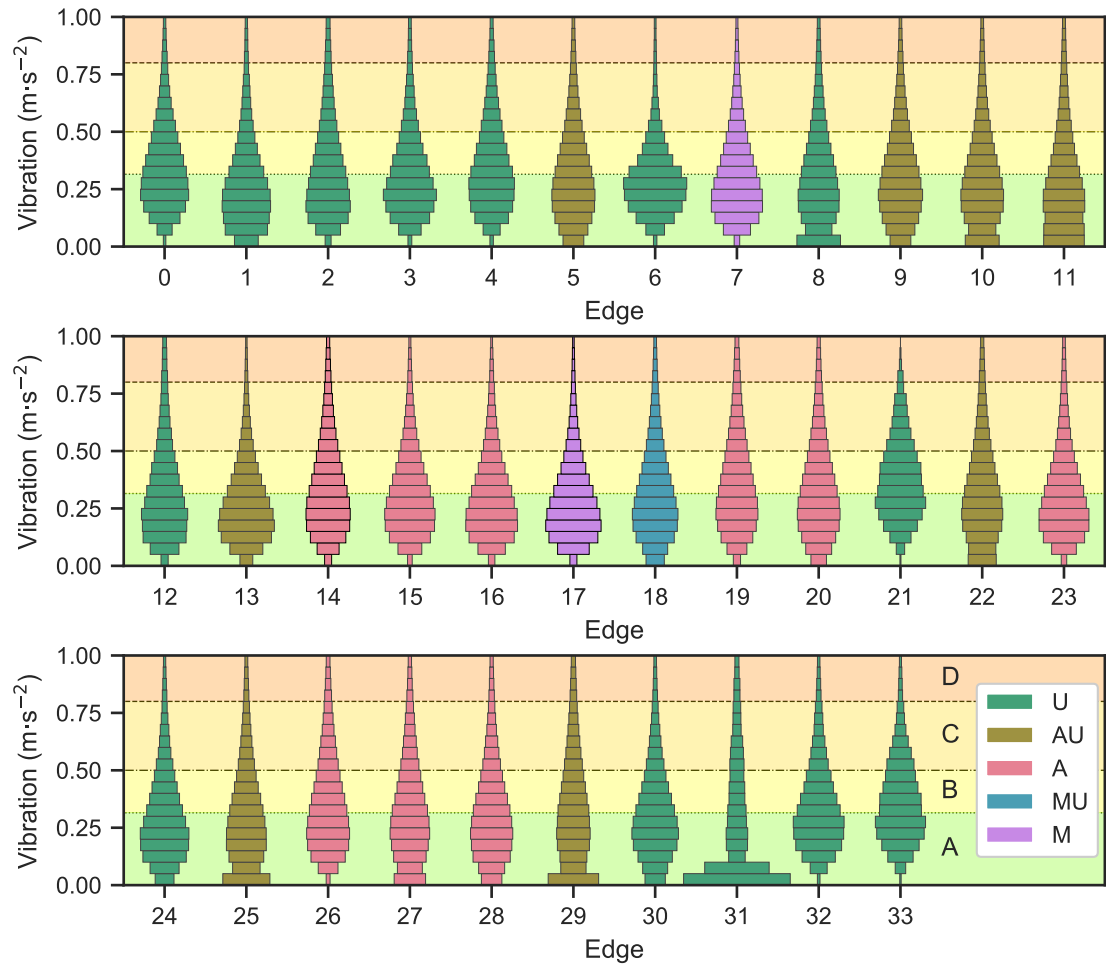 1.00
0.75
0.50
0.25
0.00
Vibration (m·s⁻²)
0 1 2 3 4 5 6 7 8 9 10 11
Edge
1.00
0.75
0.50
0.25
0.00
Vibration (m·s⁻²)
12 13 14 15 16 17 18 19 20 21 22 23
Edge
1.00
0.75
0.50
0.25
0.00
Vibration (m·s⁻²)
D
C
B
A
U
AU
A
MU
M
24 25 26 27 28 29 30 31 32 33
Edge